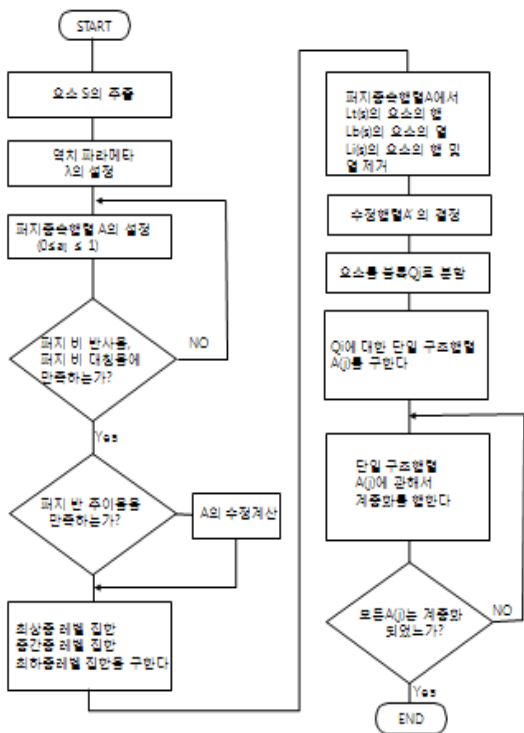 START
요소 S의 추출
역치 파라메타
λ의 설정
퍼지종속행렬 A의 설정
(0≤aij ≤ 1)
퍼지 비 반사율,
퍼지 비 대칭율에
만족하는가?
NO
Yes
퍼지 반 추이율을
만족하는가?
A의 수정계산
최상층 레벨 집합
중간층 레벨 집합
최하층레벨 집합을 구한다
퍼지종속행렬A에서
Lt(s)의 요소의 행
Lb(s)의 요소의 열
Li(s)의 요소의 행 및
열 제거
수정행렬A' 의 결정
요소를 블록Qj로 분할
Qi에 대한 단일 구조행렬
A(j)를 구한다
단일 구조행렬
A(j)에 관해서
계층화를 행한다
모든A(j)는 계층화
되었느가?
NO
Yes
END